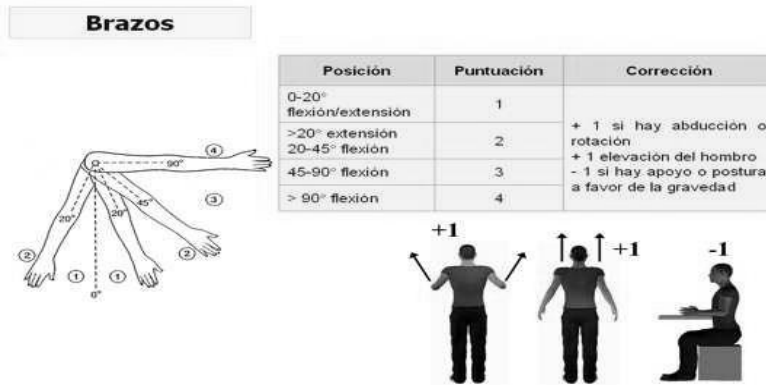 Brazos
Posición Puntuación Corrección
0-20°
flexión/extensión
1
>20° extensión
20-45° flexión
2
45-90° flexión
3
> 90° flexión
4
+ 1 si hay abducción o
rotación
+ 1 elevación del hombro
- 1 si hay apoyo o postura
a favor de la gravedad
4
90°
3
45°
20°
20°
2
2
1
1
0°
+1
+1
-1